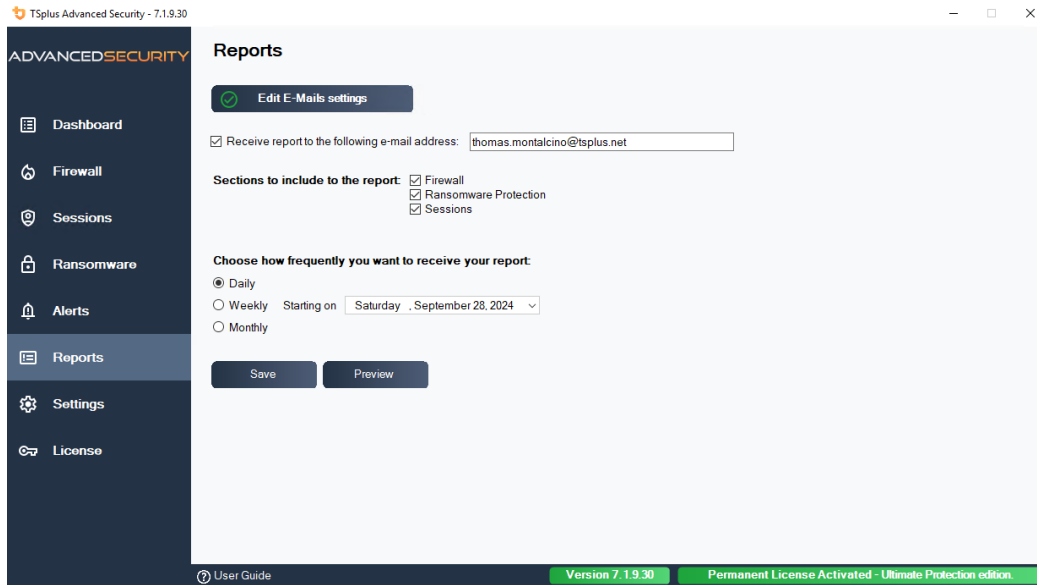 TSplus Advanced Security - 7.1.9.30
ADVANCEDSECURITY
Dashboard
Firewall
Sessions
Ransomware
Alerts
Reports
Settings
License
Reports
Edit E-Mails settings
Receive report to the following e-mail address: thomas.montalcino@tsplus.net
Sections to include to the report: Firewall
Ransomware Protection
Sessions
Choose how frequently you want to receive your report:
Daily
Weekly Starting on Saturday , September 28, 2024
Monthly
Save Preview
User Guide Version 7.1.9.30 Permanent License Activated - Ultimate Protection edition.